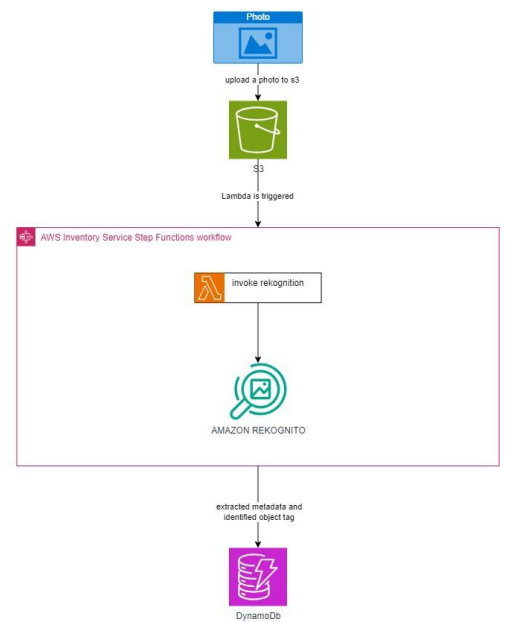 Photo
upload a photo to s3
S3
Lambda is triggered
AWS Inventory Service Step Functions workflow
invoke rekognition
AMAZON REKOGNITO
extracted metadata and
identified object tag
DynamoDb